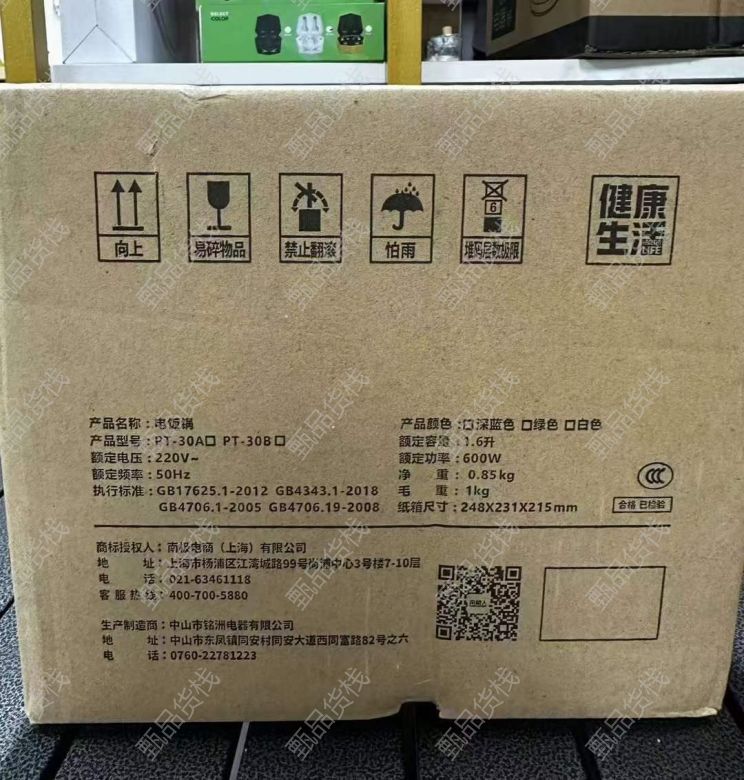 SELECT
COLOR
向上
易碎物品
禁止翻滚
怕雨
6
堆码层数极限
健康
生活
LIFE
产品名称：电饭锅
产品型号：PT-30A□ PT-30B□
额定电压：220V~
额定频率：50Hz
执行标准：GB17625.1-2012 GB4343.1-2018
GB4706.1-2005 GB4706.19-2008
产品颜色：□深蓝色 □绿色 □白色
额定容量：1.6升
额定功率：600W
净 重：0.85kg
毛 重：1kg
纸箱尺寸：248X231X215mm
合格 已检验
商标授权人：南极电商（上海）有限公司
地 址：上海市杨浦区江湾城路99号尚浦中心3号楼7-10层
电 话：021-63461118
客服热线：400-700-5880
生产制造商：中山市铭洲电器有限公司
地 址：中山市东凤镇同安村同安大道西同富路82号之六
电 话：0760-22781223
南极人
甄品货栈